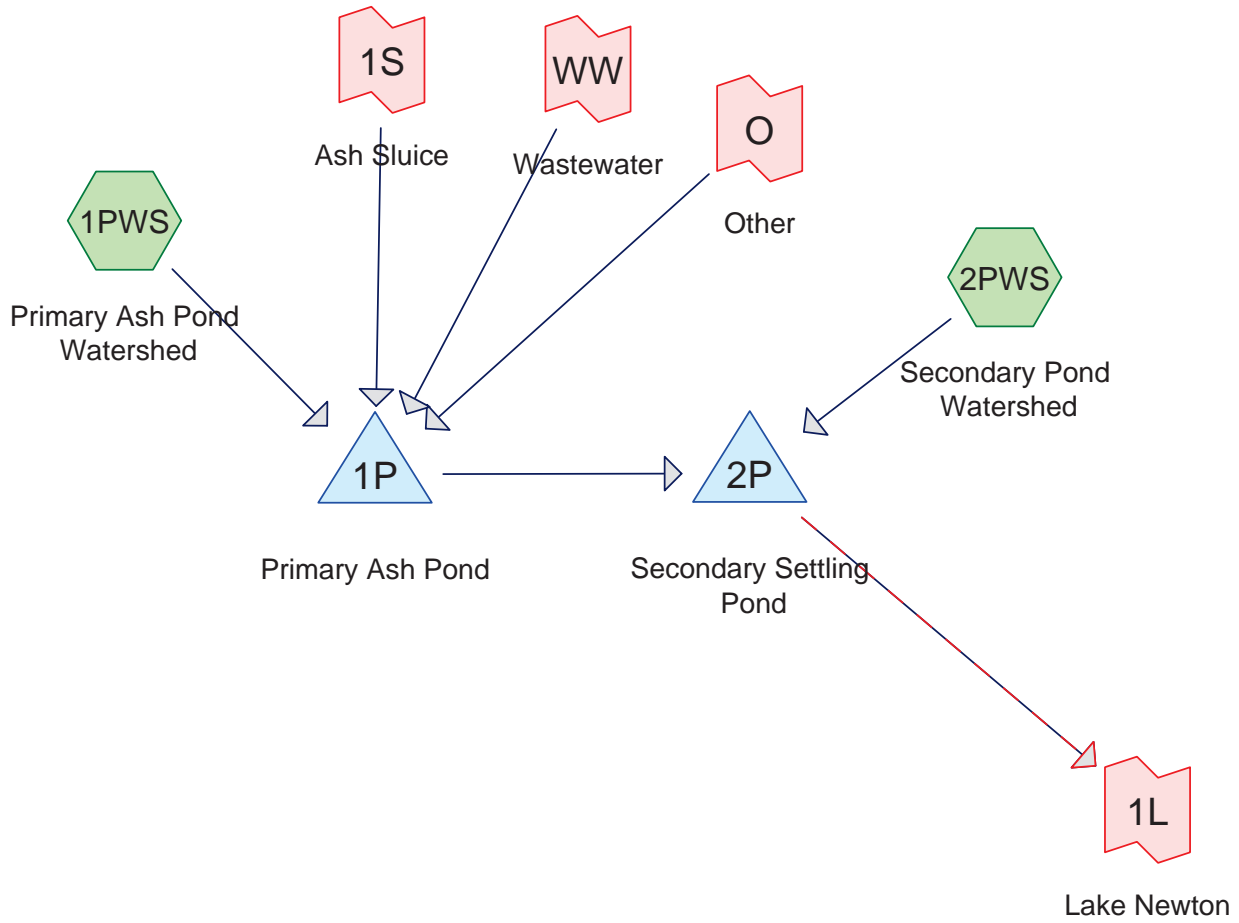 1S
Ash Sluice
WW
Wastewater
O
Other
1PWS
Primary Ash Pond
Watershed
2PWS
Secondary Pond
Watershed
1P
Primary Ash Pond
2P
Secondary Settling
Pond
1L
Lake Newton